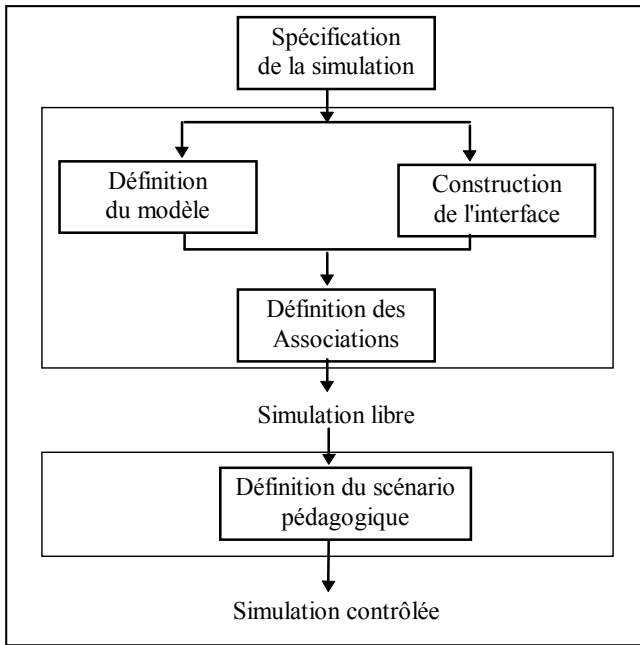 Spécification
de la simulation
Définition
du modèle
Construction
de l'interface
Définition des
Associations
Simulation libre
Définition du scénario
pédagogique
Simulation contrôlée